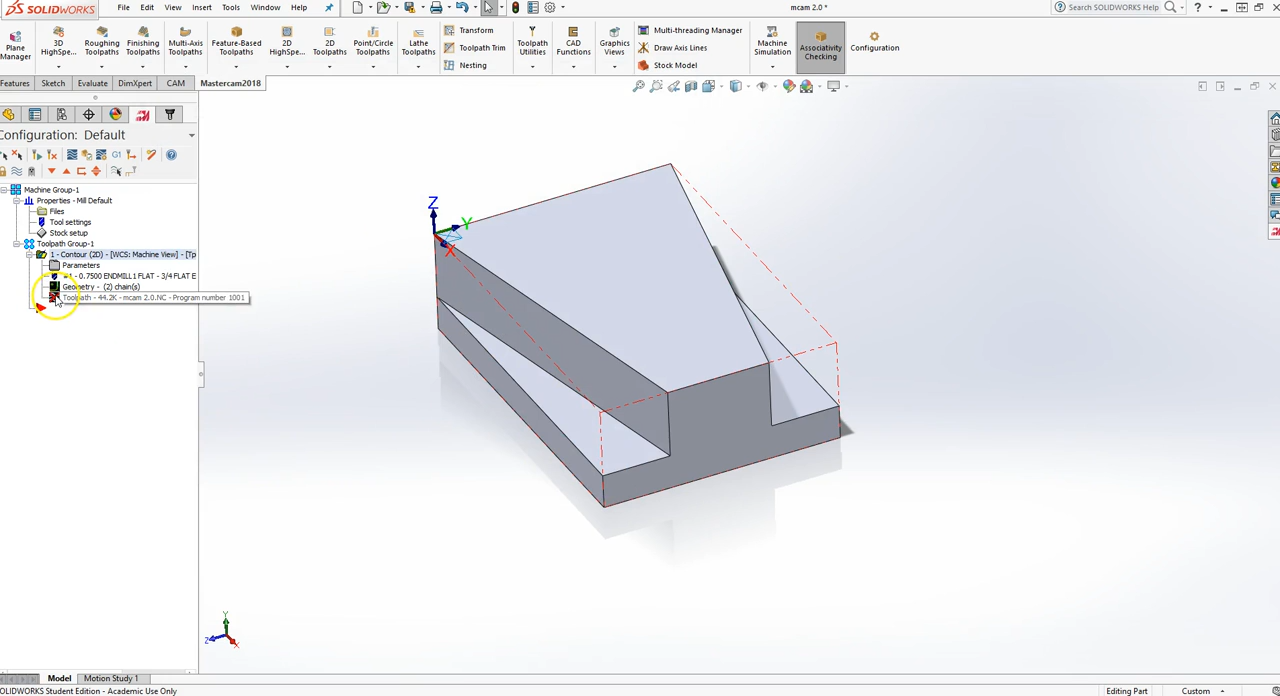 SOLIDWORKS File Edit View Insert Tools Window Help mcam 2.0 * Search SOLIDWORKS Help
Plane Manager 3D HighSpe... Roughing Toolpaths Finishing Toolpaths Multi-Axis Toolpaths Feature-Based Toolpaths 2D HighSpe... 2D Toolpaths Point/Circle Toolpaths Lathe Toolpaths Transform Toolpath Trim Nesting Toolpath Utilities CAD Functions Graphics Views Multi-threading Manager Draw Axis Lines Stock Model Machine Simulation Associativity Checking Configuration
Features Sketch Evaluate DimXpert CAM Mastercam2018
Configuration: Default
G1
Machine Group-1
Properties - Mill Default
Files
Tool settings
Stock setup
Toolpath Group-1
1 - Contour (2D) - [WCS: Machine View] - [Tp
Parameters
#1 - 0.7500 ENDMILL1 FLAT - 3/4 FLAT E
Geometry - (2) chain(s)
Toolpath - 44.2K - mcam 2.0.NC - Program number 1001
Z
Y
X
Y
Z
X
Model Motion Study 1
SOLIDWORKS Student Edition - Academic Use Only Editing Part Custom